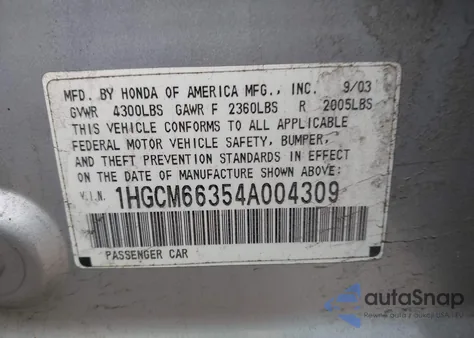 MFD. BY HONDA OF AMERICA MFG., INC. 9/03
GVWR 4300LBS GAWR F 2360LBS R 2005LBS
THIS VEHICLE CONFORMS TO ALL APPLICABLE
FEDERAL MOTOR VEHICLE SAFETY, BUMPER,
AND THEFT PREVENTION STANDARDS IN EFFECT
ON THE DATE OF MANUFACTURE SHOWN ABOVE.
V.I.N. 1HGCM66354A004309
PASSENGER CAR
autoSnap